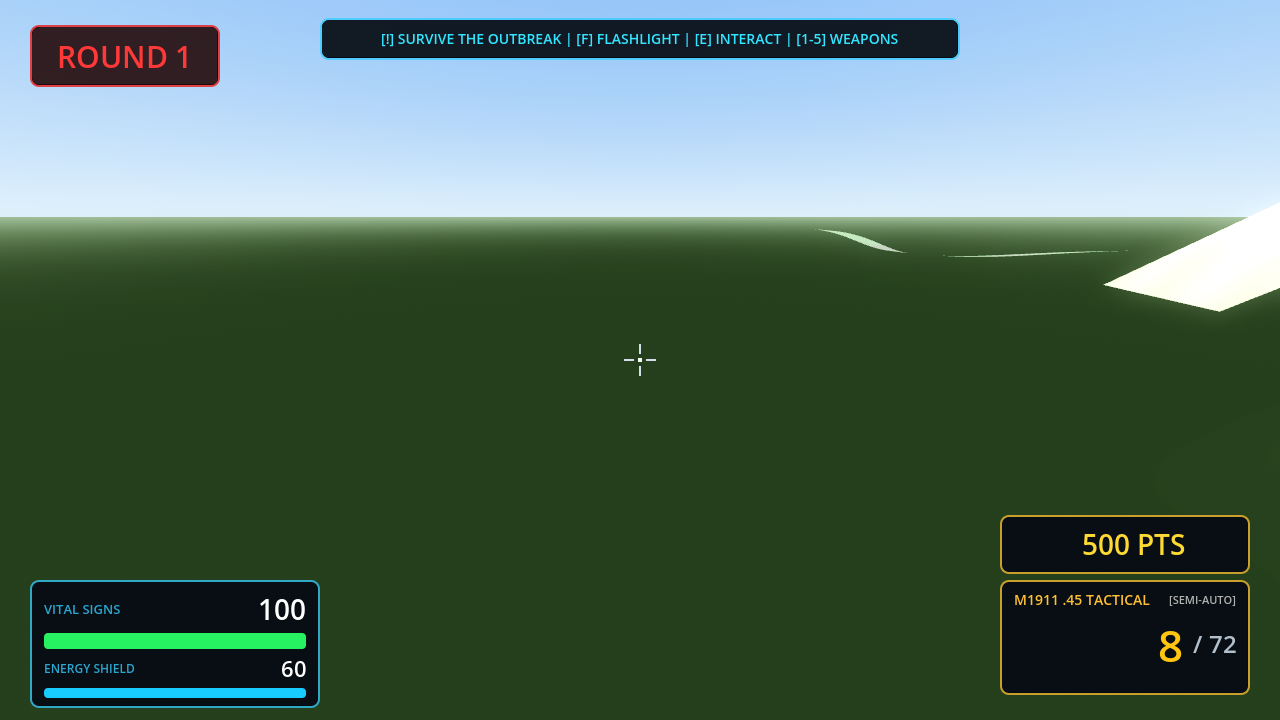 ROUND 1
[!] SURVIVE THE OUTBREAK | [F] FLASHLIGHT | [E] INTERACT | [1-5] WEAPONS
500 PTS
VITAL SIGNS 100
ENERGY SHIELD 60
M1911 .45 TACTICAL [SEMI-AUTO]
8 / 72